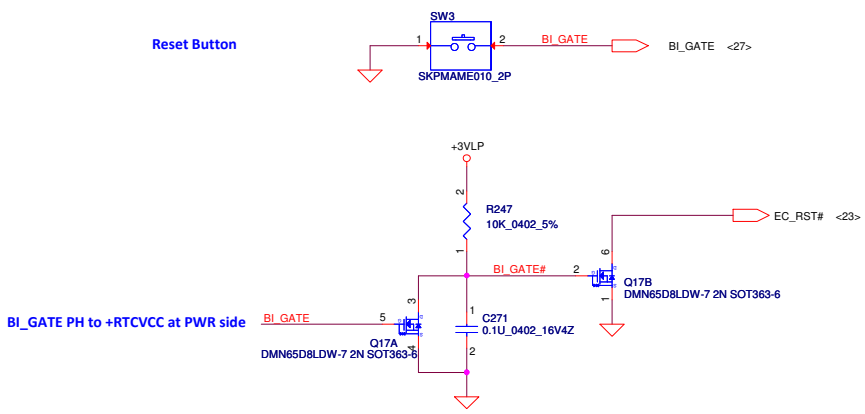 SW3
Reset Button
1
2
BI_GATE
BI_GATE <27>
SKPMAME010_2P
+3VLP
2
R247
10K_0402_5%
1
EC_RST# <23>
6
BI_GATE#
2
Q17B
DMN65D8LDW-7 2N SOT363-6
1
3
BI_GATE PH to +RTCVCC at PWR side
BI_GATE
5
1
C271
0.1U_0402_16V4Z
4
Q17A
DMN65D8LDW-7 2N SOT363-6
2